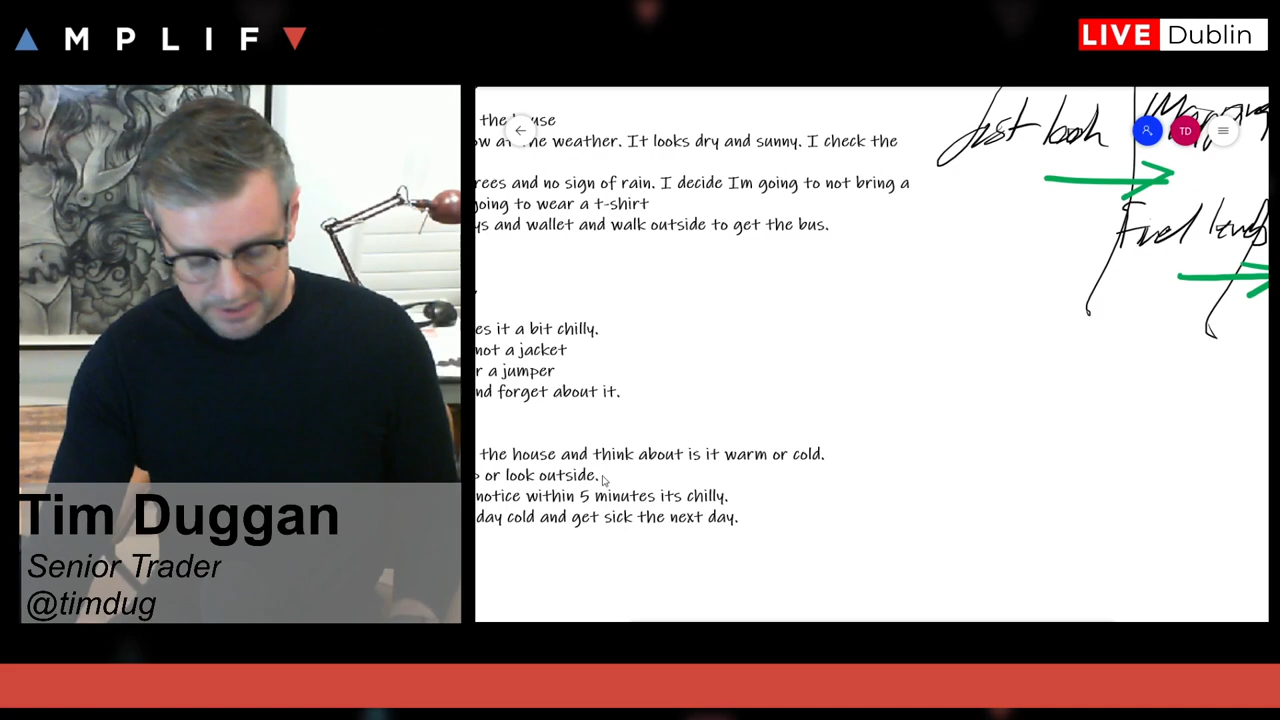 AMPLIFY
LIVE Dublin
the house
at the weather. It looks dry and sunny. I check the
rees and no sign of rain. I decide Im going to not bring a
going to wear a t-shirt
ys and wallet and walk outside to get the bus.
es it a bit chilly.
not a jacket
r a jumper
nd forget about it.
the house and think about is it warm or cold.
or look outside.
notice within 5 minutes its chilly.
day cold and get sick the next day.
Just look
TD
Tim Duggan
Senior Trader
@timdug